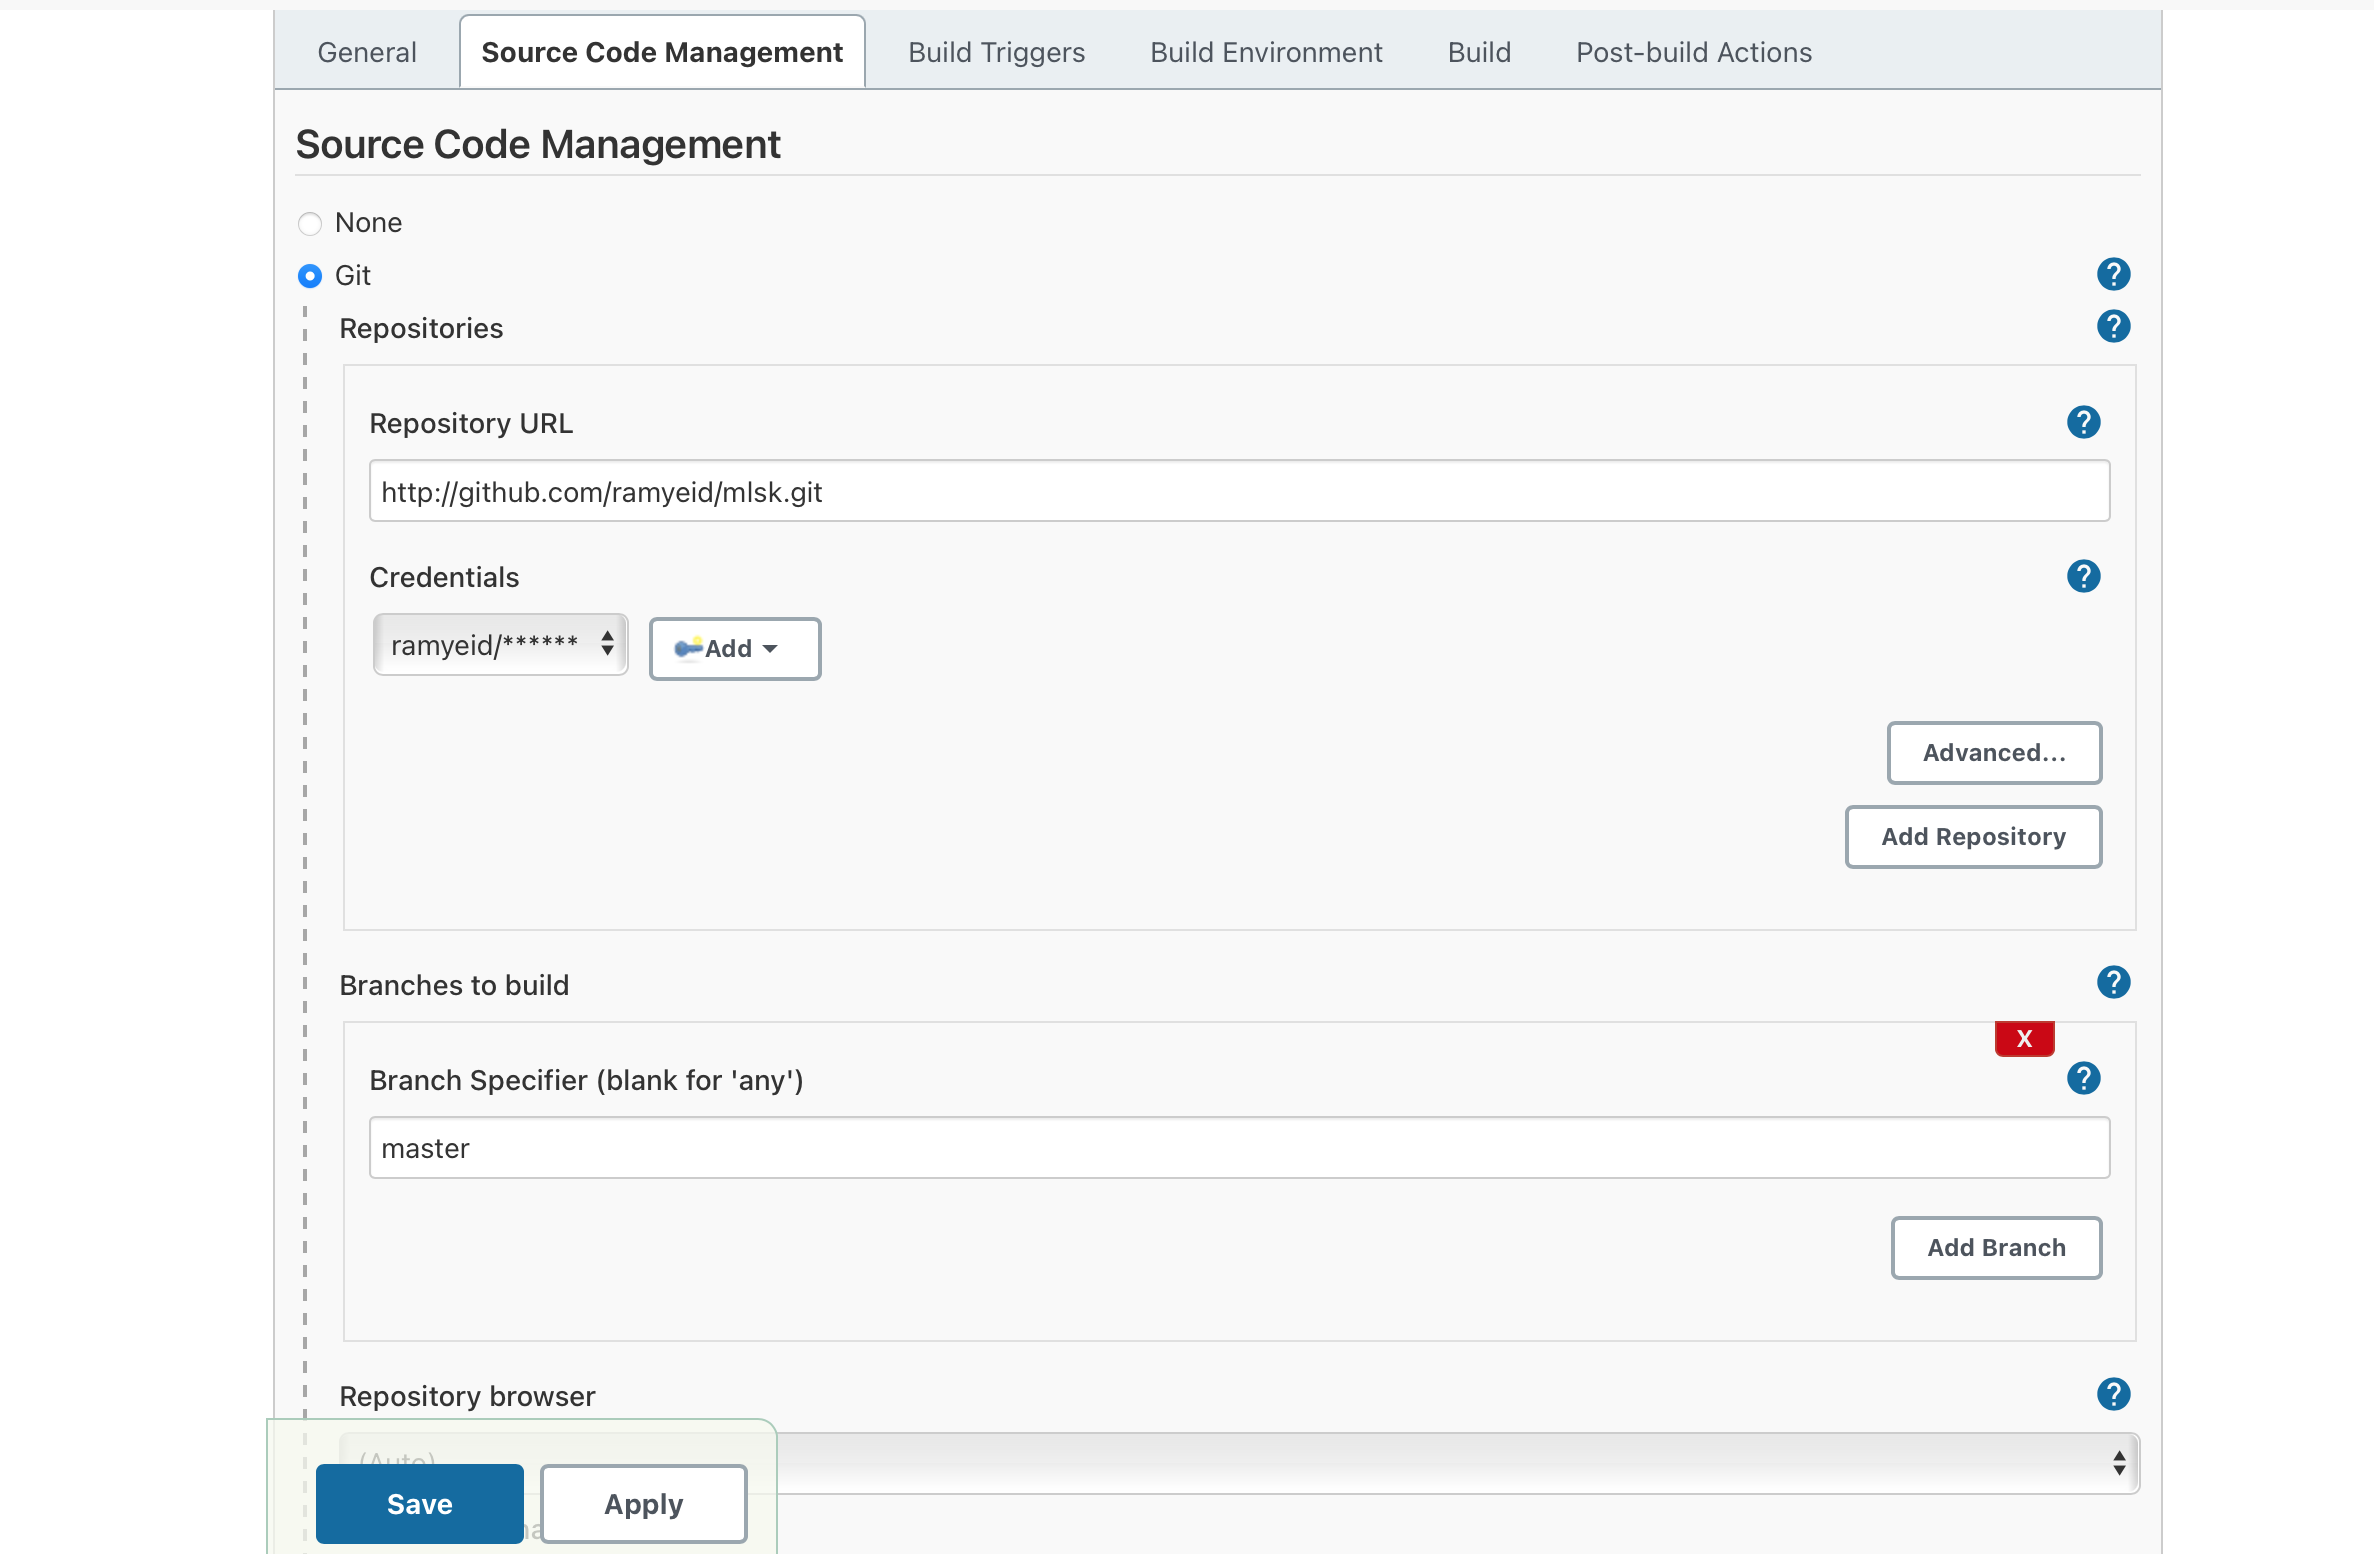 General Source Code Management Build Triggers Build Environment Build Post-build Actions
Source Code Management
None
Git
?
Repositories
?
Repository URL
?
http://github.com/ramyeid/mlsk.git
Credentials
?
ramyeid/******
Add
Advanced...
Add Repository
Branches to build
?
X
Branch Specifier (blank for 'any')
?
master
Add Branch
Repository browser
?
(Auto)
Save
Apply